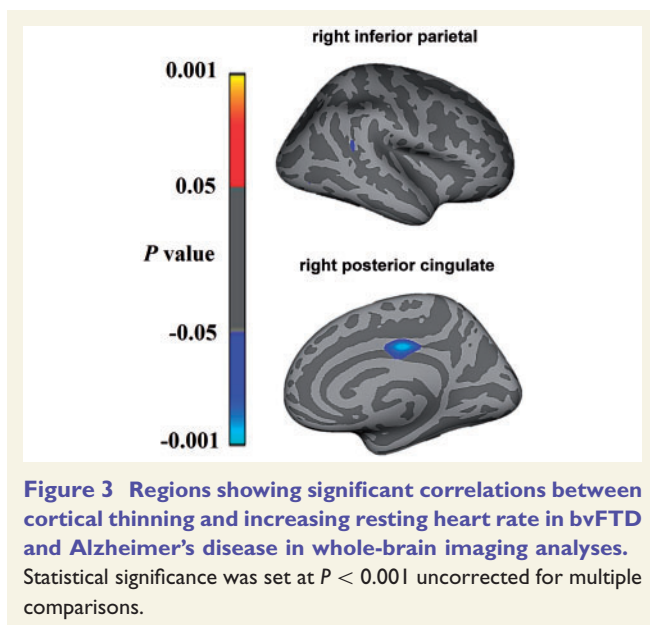 right inferior parietal
0.001
0.05
P value
right posterior cingulate
-0.05
-0.001
Figure 3 Regions showing significant correlations between
cortical thinning and increasing resting heart rate in bvFTD
and Alzheimer's disease in whole-brain imaging analyses.
Statistical significance was set at P < 0.001 uncorrected for multiple
comparisons.